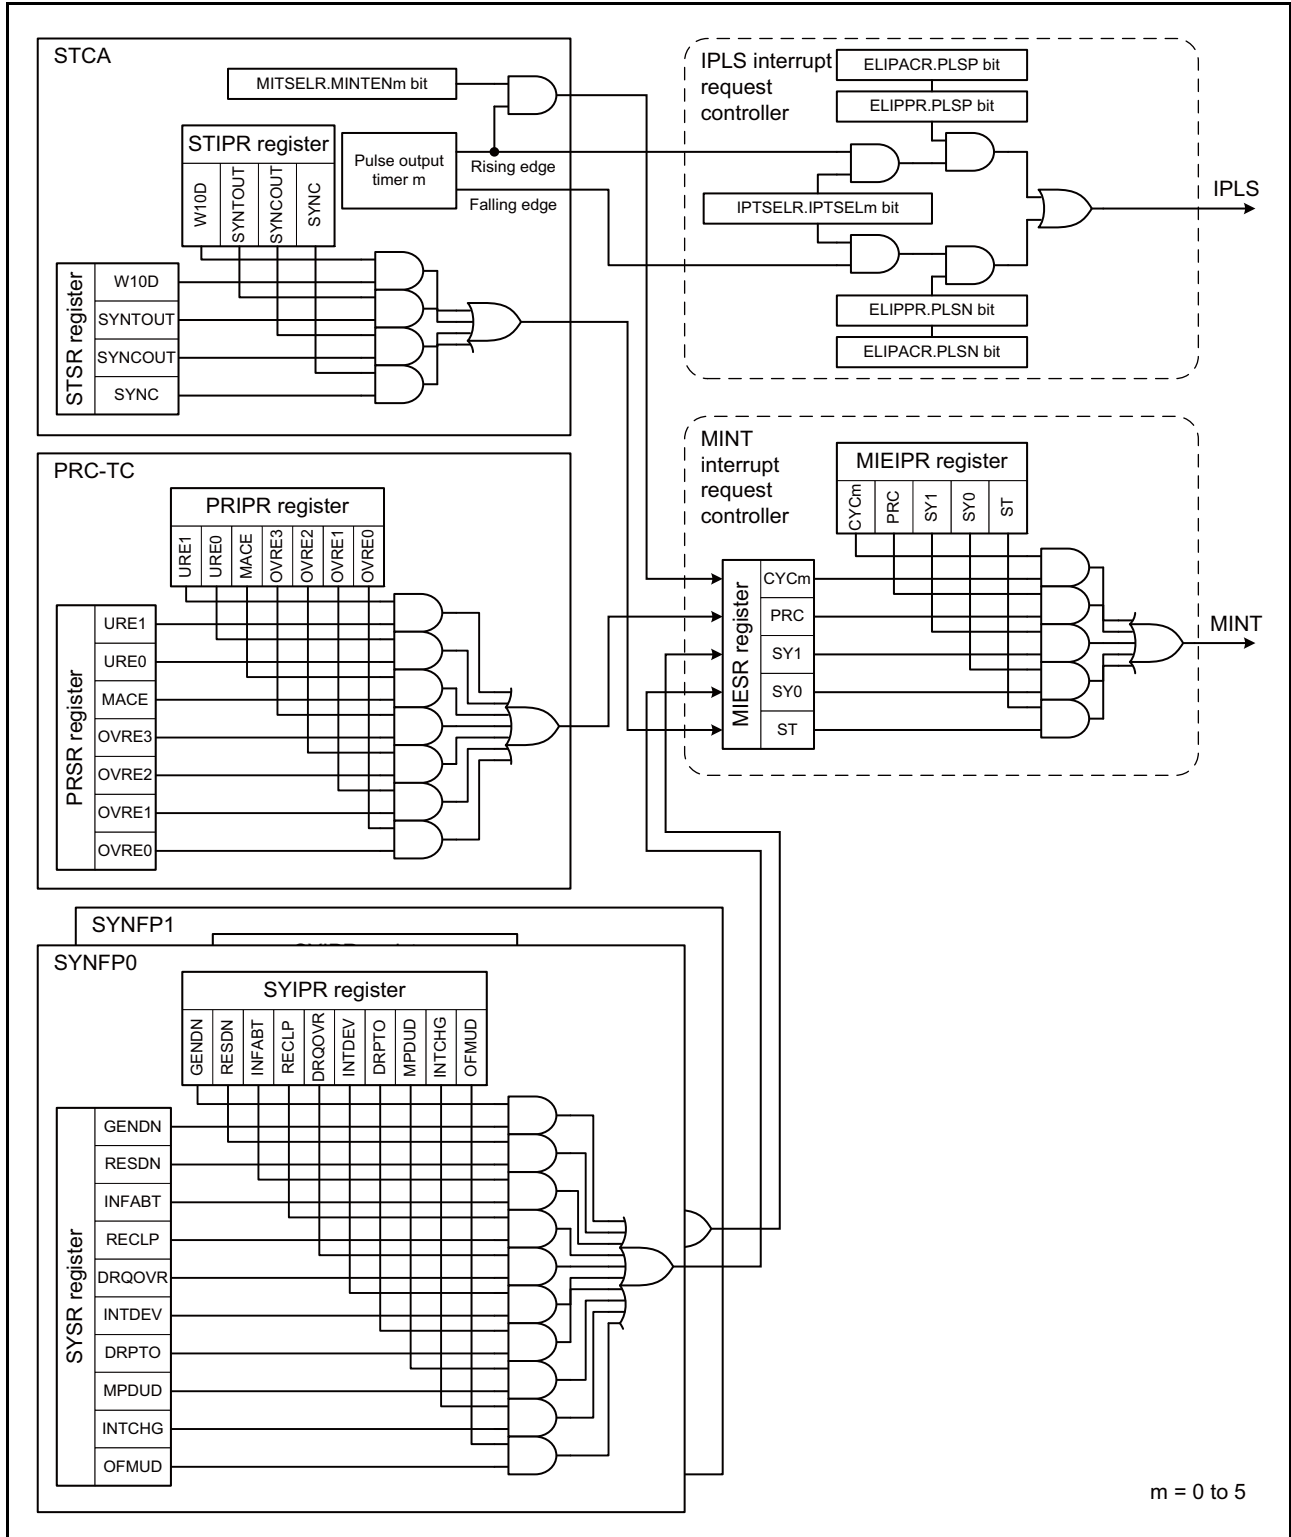 STCA
MITSELR.MINTENm bit
STIPR register
W10D
SYNTOUT
SYNCOUT
SYNC
Pulse output
timer m
Rising edge
Falling edge
STSR register
W10D
SYNTOUT
SYNCOUT
SYNC
IPLS interrupt
request
controller
ELIPACR.PLSP bit
ELIPPR.PLSP bit
IPTSELR.IPTSELm bit
ELIPPR.PLSN bit
ELIPACR.PLSN bit
IPLS
PRC-TC
PRIPR register
URE1
URE0
MACE
OVRE3
OVRE2
OVRE1
OVRE0
PRSR register
URE1
URE0
MACE
OVRE3
OVRE2
OVRE1
OVRE0
MINT
interrupt
request
controller
MIEIPR register
CYCm
PRC
SY1
SY0
ST
MIESR register
CYCm
PRC
SY1
SY0
ST
MINT
SYNFP1
SYNFP0
SYIPR register
GENDN
RESDN
INFABT
RECLP
DRQOVR
INTDEV
DRPTO
MPDUD
INTCHG
OFMUD
SYSR register
GENDN
RESDN
INFABT
RECLP
DRQOVR
INTDEV
DRPTO
MPDUD
INTCHG
OFMUD
m = 0 to 5